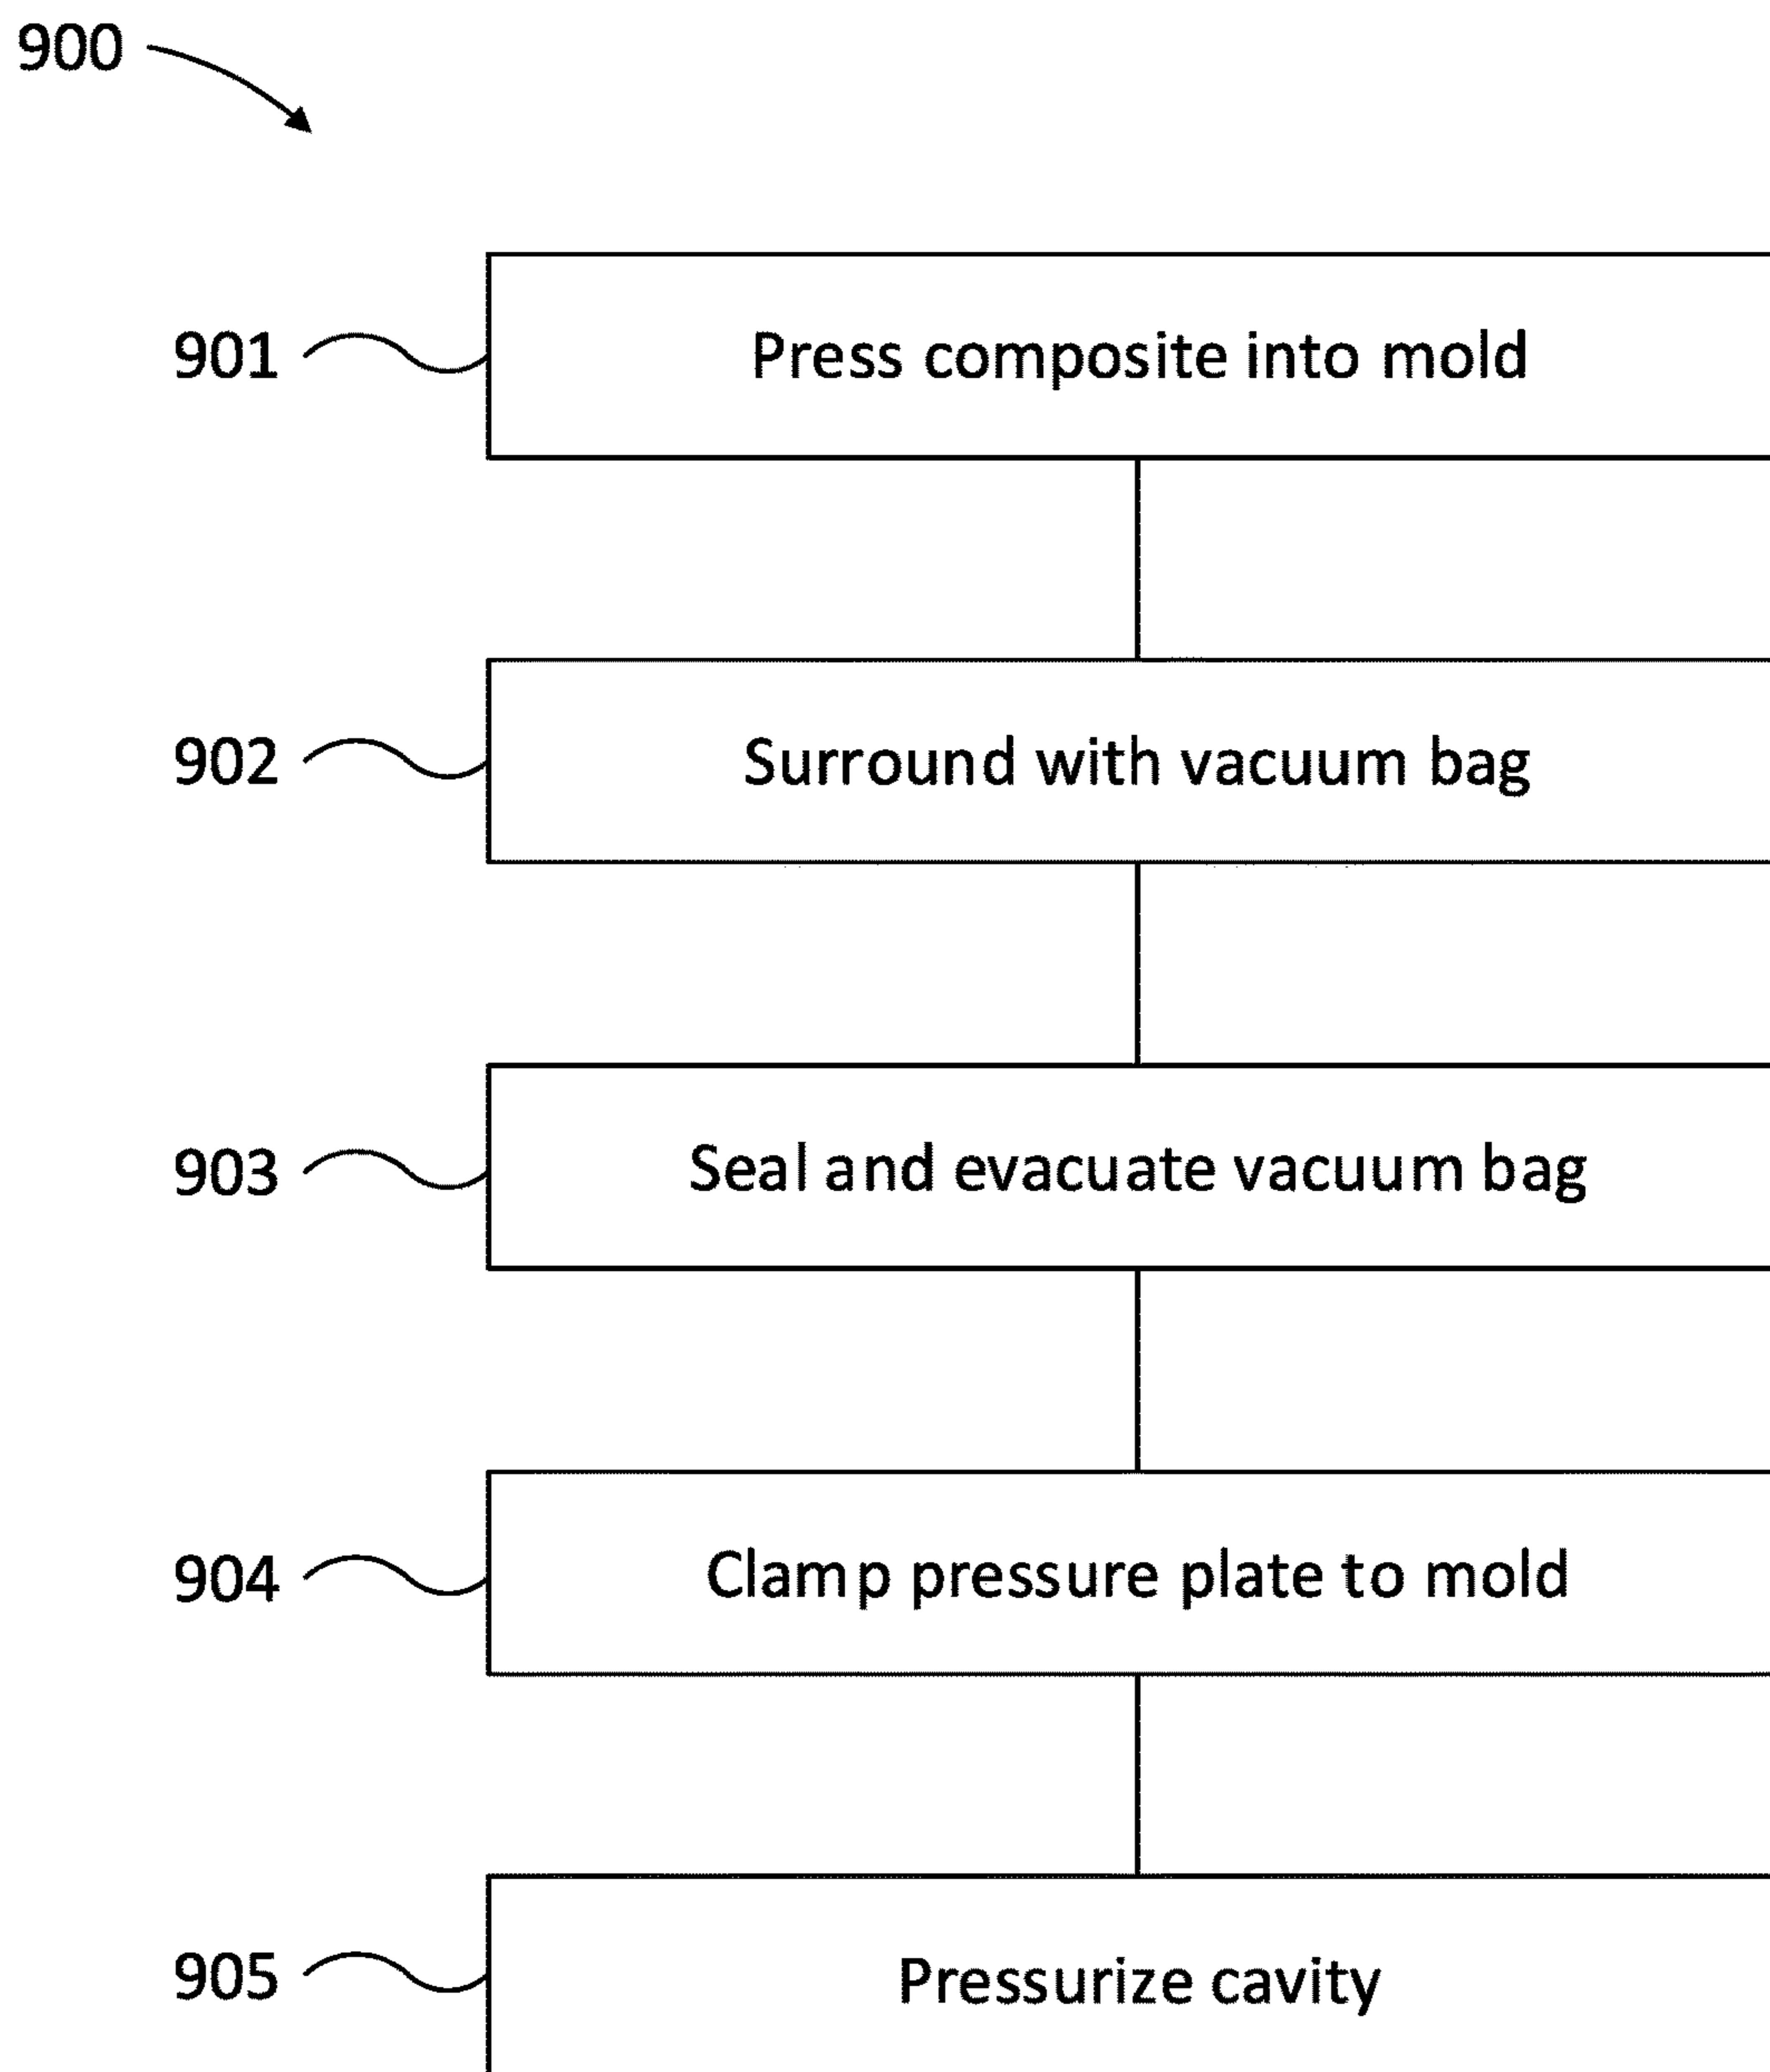 900
901 Press composite into mold
902 Surround with vacuum bag
903 Seal and evacuate vacuum bag
904 Clamp pressure plate to mold
905 Pressurize cavity